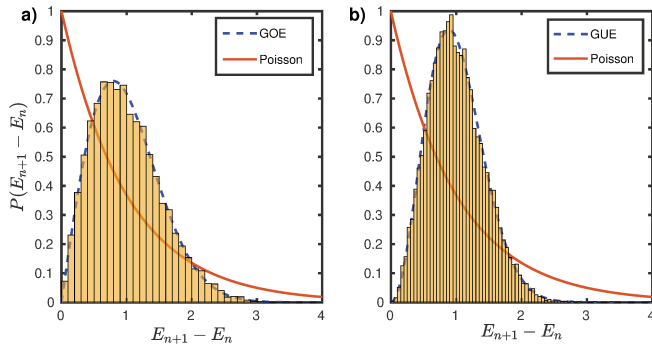 a)
GOE
Poisson
P(E_{n+1} − E_n)
1
0.9
0.8
0.7
0.6
0.5
0.4
0.3
0.2
0.1
0
0 1 2 3 4
E_{n+1} − E_n
b)
GUE
Poisson
1
0.9
0.8
0.7
0.6
0.5
0.4
0.3
0.2
0.1
0
0 1 2 3 4
E_{n+1} − E_n